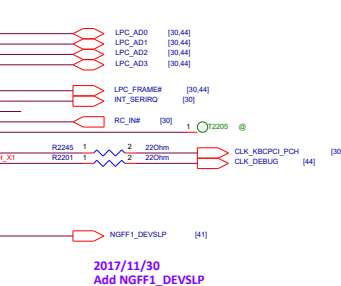 LPC_AD0 [30,44]
LPC_AD1 [30,44]
LPC_AD2 [30,44]
LPC_AD3 [30,44]
LPC_FRAME# [30,44]
INT_SERIRQ [30]
RC_IN# [30]
1 T2205 @
R2245 1 2 22Ohm CLK_KBCPCI_PCH [30
H_X1 R2201 1 2 22Ohm CLK_DEBUG [44]
NGFF1_DEVSLP [41]
2017/11/30
Add NGFF1_DEVSLP